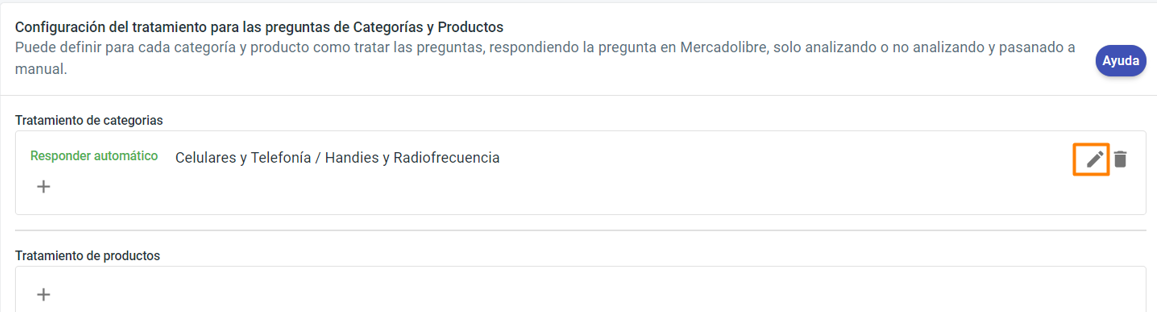 Configuración del tratamiento para las preguntas de Categorías y Productos
Puede definir para cada categoría y producto como tratar las preguntas, respondiendo la pregunta en Mercadolibre, solo analizando o no analizando y pasanado a
manual.
Ayuda
Tratamiento de categorias
Responder automático Celulares y Telefonía / Handies y Radiofrecuencia
+
Tratamiento de productos
+